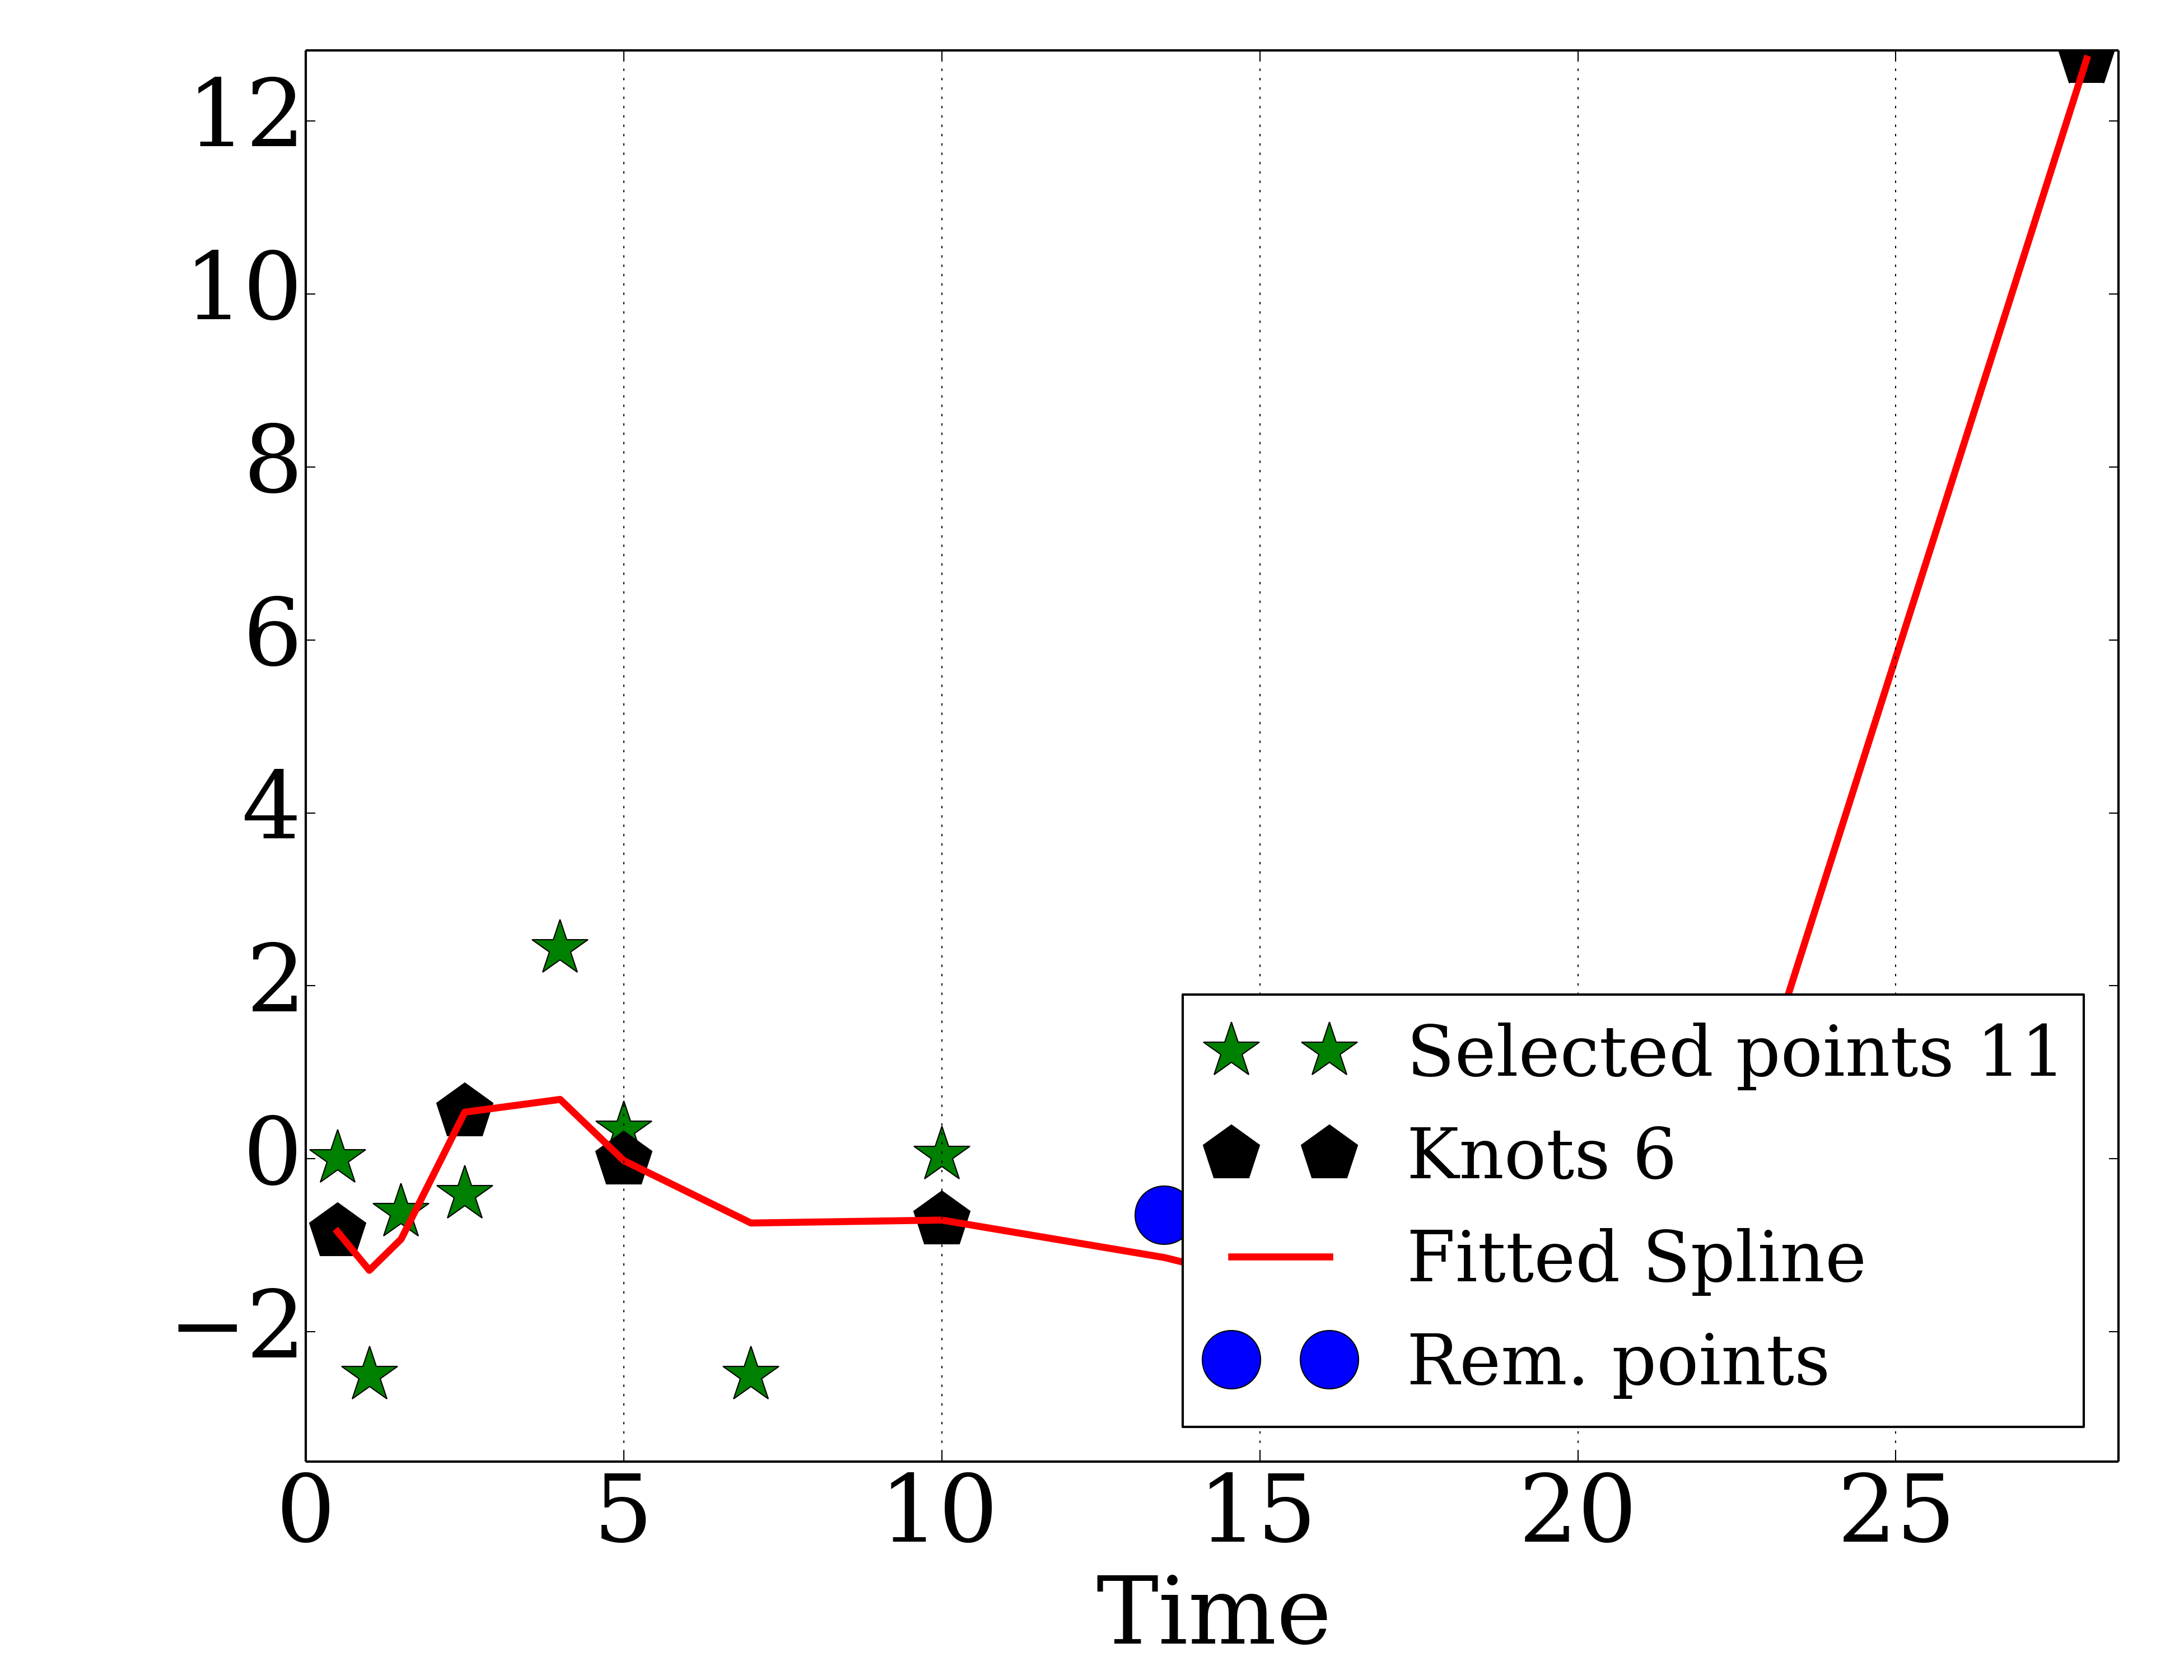 12
10
8
6
4
2
0
−2
Selected points 11
Knots 6
Fitted Spline
Rem. points
0 5 10 15 20 25
Time